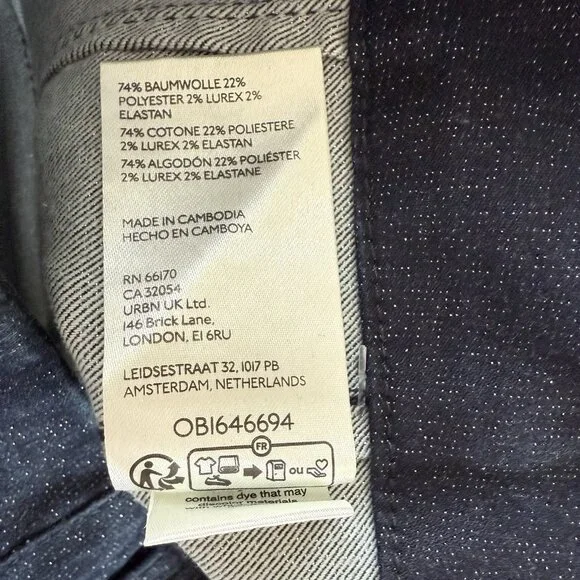 74% BAUMWOLLE 22%
POLYESTER 2% LUREX 2%
ELASTAN
74% COTONE 22% POLIESTERE
2% LUREX 2% ELASTAN
74% ALGODÓN 22% POLIÉSTER
2% LUREX 2% ELASTANE
MADE IN CAMBODIA
HECHO EN CAMBOYA
RN 66170
CA 32054
URBN UK Ltd.
146 Brick Lane,
LONDON, E1 6RU
LEIDSESTRAAT 32, 1017 PB
AMSTERDAM, NETHERLANDS
OB1646694
FR
ou
contains dye that may
discolor materials